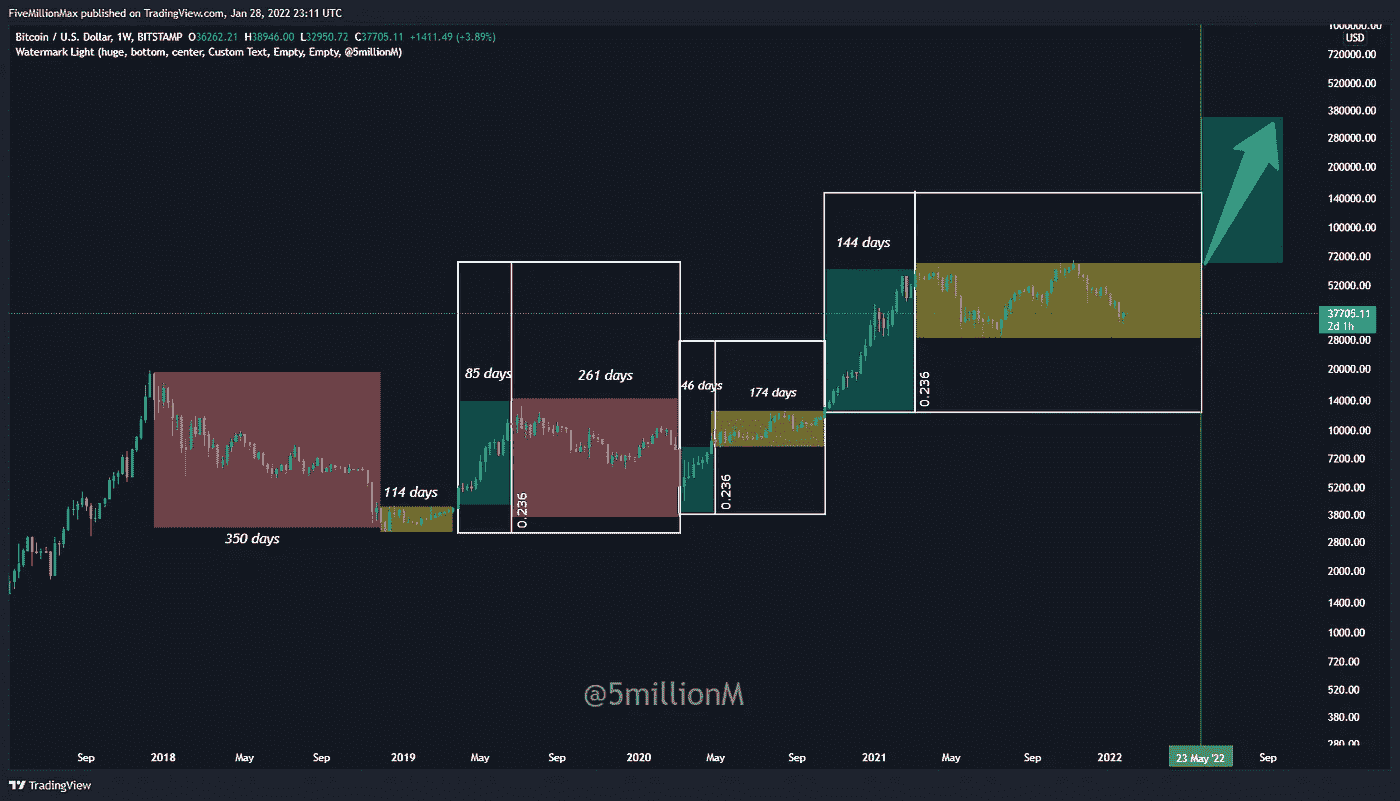 FiveMillionMax published on TradingView.com, Jan 28, 2022 23:11 UTC
Bitcoin / U.S. Dollar, 1W, BITSTAMP O36262.21 H38946.00 L32950.72 C37705.11 +1411.49 (+3.89%)
Watermark Light (huge, bottom, center, Custom Text, Empty, Empty, @5millionM)
1000000.00
USD
720000.00
520000.00
380000.00
280000.00
200000.00
140000.00
100000.00
72000.00
52000.00
37705.11
2d 1h
28000.00
20000.00
14000.00
10000.00
7200.00
5200.00
3800.00
2800.00
2000.00
1400.00
1000.00
720.00
520.00
380.00
280.00
144 days
85 days
261 days
46 days
174 days
0.236
114 days
0.236
0.236
350 days
@5millionM
Sep 2018 May Sep 2019 May Sep 2020 May Sep 2021 May Sep 2022 23 May '22 Sep
TradingView